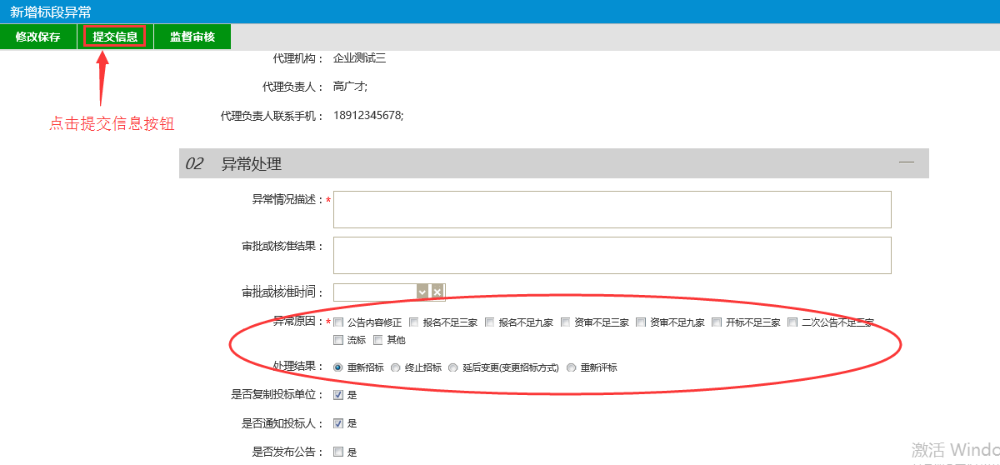 新增标段异常
修改保存 提交信息 监督审核
代理机构： 企业测试三
代理负责人： 高广才;
点击提交信息按钮
代理负责人联系手机： 18912345678;
02 异常处理
异常情况描述：*
审批或核准结果：
审批或核准时间：
异常原因：* 公告内容修正 报名不足三家 报名不足九家 资审不足三家 资审不足九家 开标不足三家 二次公告不足三家
流标 其他
处理结果： 重新招标 终止招标 延后变更(变更招标方式) 重新评标
是否复制投标单位： 是
是否通知投标人： 是
是否发布公告： 是
激活 Windo